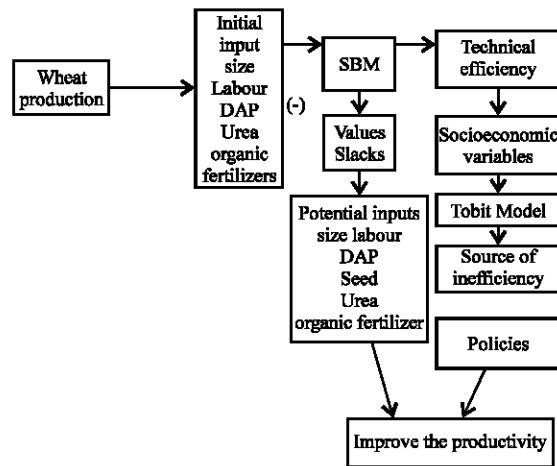 Wheat
production
Initial
input
size
Labour
DAP
Urea
organic
fertilizers
(-)
SBM
Values
Slacks
Potential inputs
size labour
DAP
Seed
Urea
organic fertilizer
Technical
efficiency
Socioeconomic
variables
Tobit Model
Source of
inefficiency
Policies
Improve the productivity